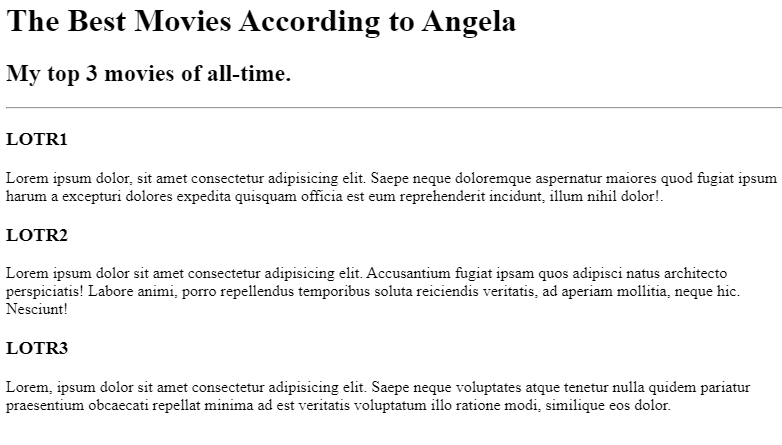 The Best Movies According to Angela
My top 3 movies of all-time.
LOTR1
Lorem ipsum dolor, sit amet consectetur adipisicing elit. Saepe neque doloremque aspernatur maiores quod fugiat ipsum
harum a excepturi dolores expedita quisquam officia est eum reprehenderit incidunt, illum nihil dolor!.
LOTR2
Lorem ipsum dolor sit amet consectetur adipisicing elit. Accusantium fugiat ipsam quos adipisci natus architecto
perspiciatis! Labore animi, porro repellendus temporibus soluta reiciendis veritatis, ad aperiam mollitia, neque hic.
Nesciunt!
LOTR3
Lorem, ipsum dolor sit amet consectetur adipisicing elit. Saepe neque voluptates atque tenetur nulla quidem pariatur
praesentium obcaecati repellat minima ad est veritatis voluptatum illo ratione modi, similique eos dolor.